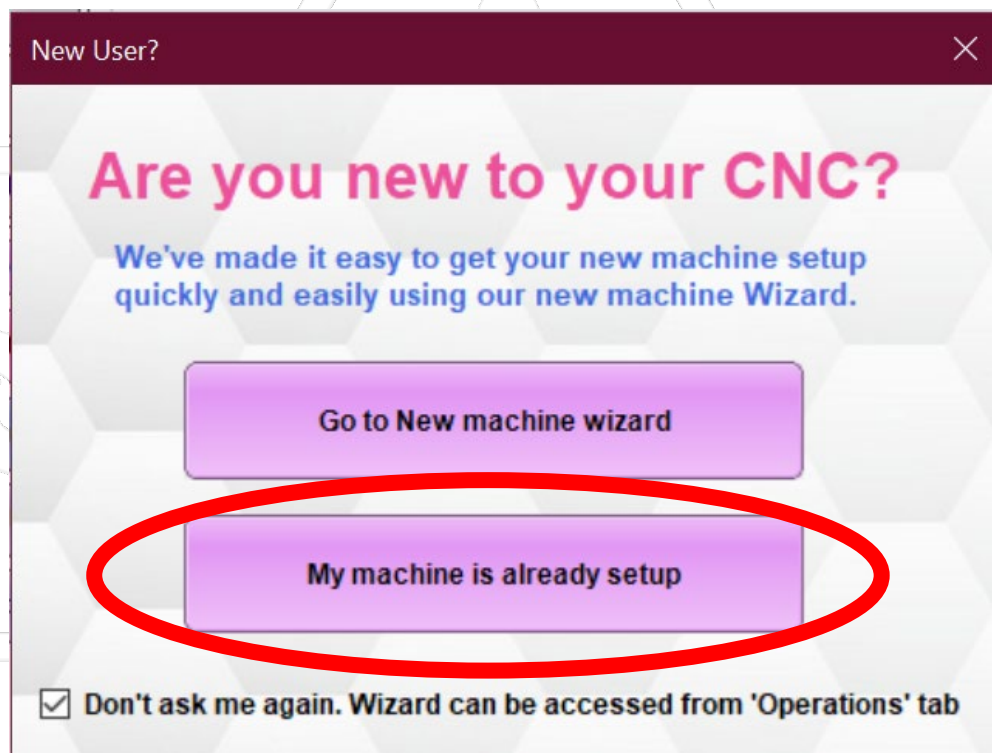 New User?
Are you new to your CNC?
We've made it easy to get your new machine setup
quickly and easily using our new machine Wizard.
Go to New machine wizard
My machine is already setup
Don't ask me again. Wizard can be accessed from 'Operations' tab